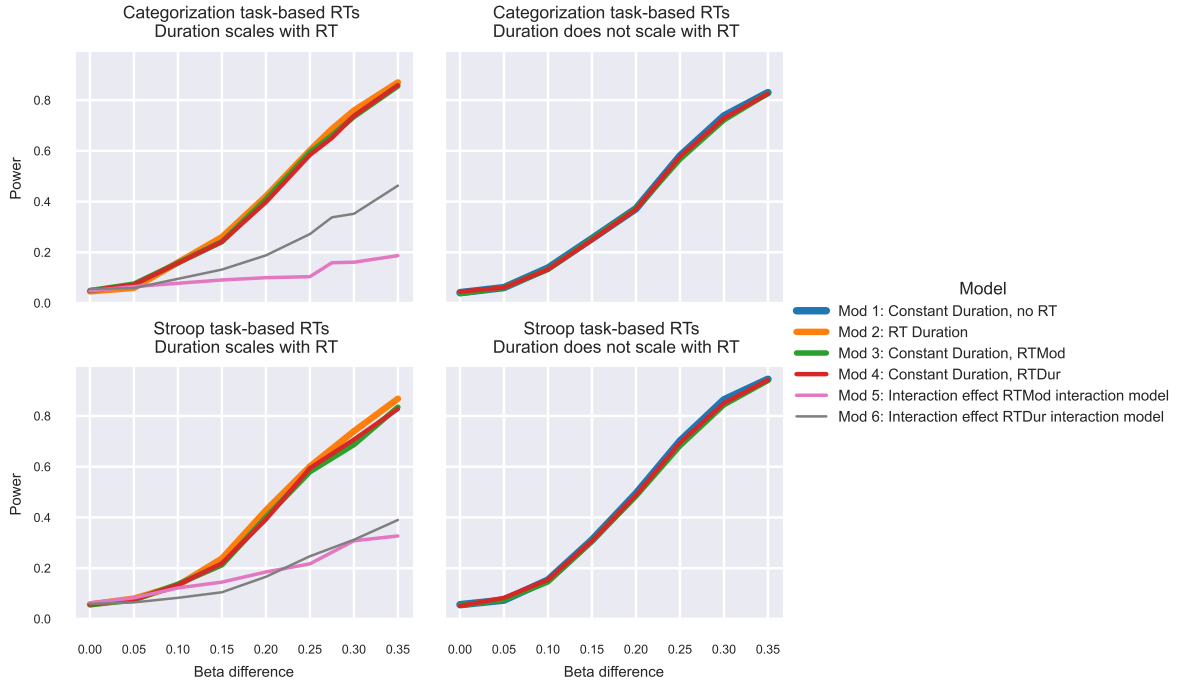 Categorization task-based RTs
Duration scales with RT
Categorization task-based RTs
Duration does not scale with RT
Power
0.8
0.6
0.4
0.2
0.0
Stroop task-based RTs
Duration scales with RT
Stroop task-based RTs
Duration does not scale with RT
Power
0.8
0.6
0.4
0.2
0.0
0.00 0.05 0.10 0.15 0.20 0.25 0.30 0.35
Beta difference
0.00 0.05 0.10 0.15 0.20 0.25 0.30 0.35
Beta difference
Model
Mod 1: Constant Duration, no RT
Mod 2: RT Duration
Mod 3: Constant Duration, RTMod
Mod 4: Constant Duration, RTDur
Mod 5: Interaction effect RTMod interaction model
Mod 6: Interaction effect RTDur interaction model